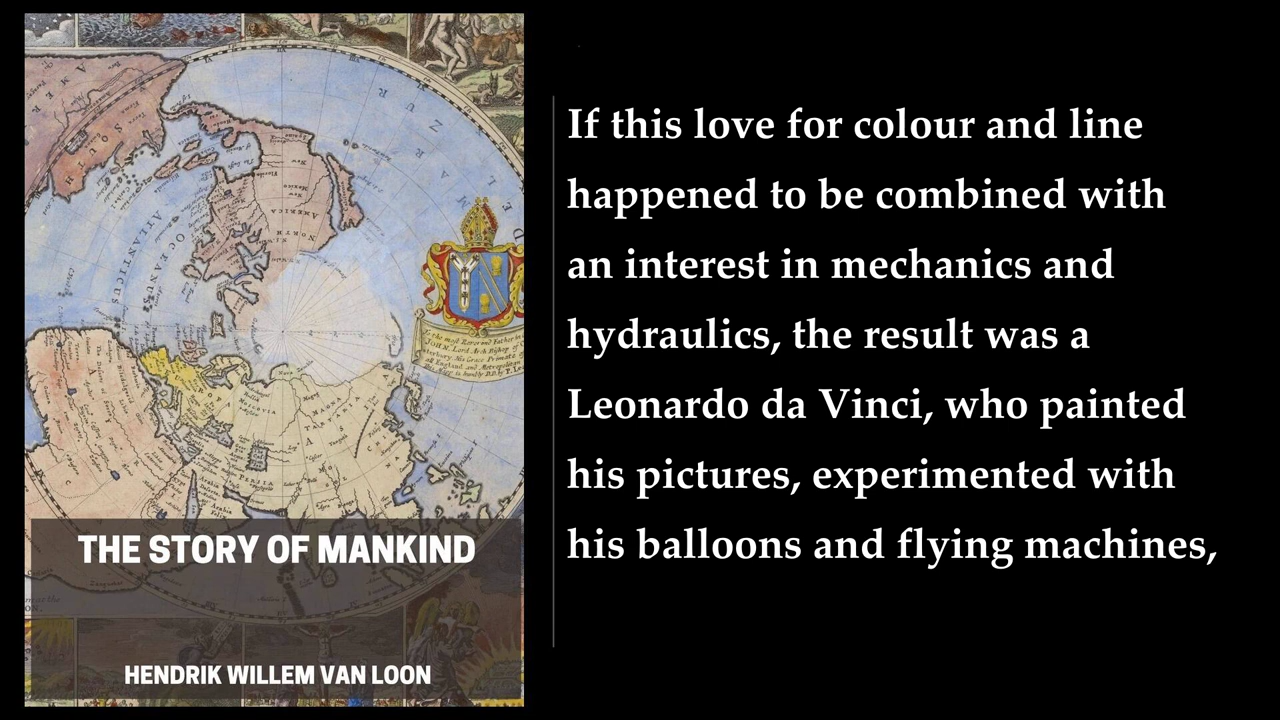 THE STORY OF MANKIND
HENDRIK WILLEM VAN LOON
If this love for colour and line
happened to be combined with
an interest in mechanics and
hydraulics, the result was a
Leonardo da Vinci, who painted
his pictures, experimented with
his balloons and flying machines,